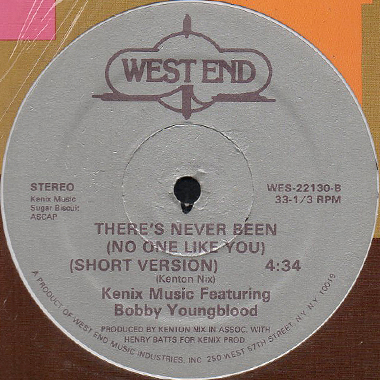 WEST END
STEREO
Kenix Music
Sugar Biscuit
ASCAP
WES-22130-B
33-1/3 RPM
THERE'S NEVER BEEN
(NO ONE LIKE YOU)
(SHORT VERSION) 4:34
(Kenton Nix)
Kenix Music Featuring
Bobby Youngblood
PRODUCED BY KENTON NIX IN ASSOC. WITH
HENRY BATTS FOR KENIX PROD.
A PRODUCT OF WEST END MUSIC INDUSTRIES, INC. 250 WEST 57TH STREET, NY, NY. 10019